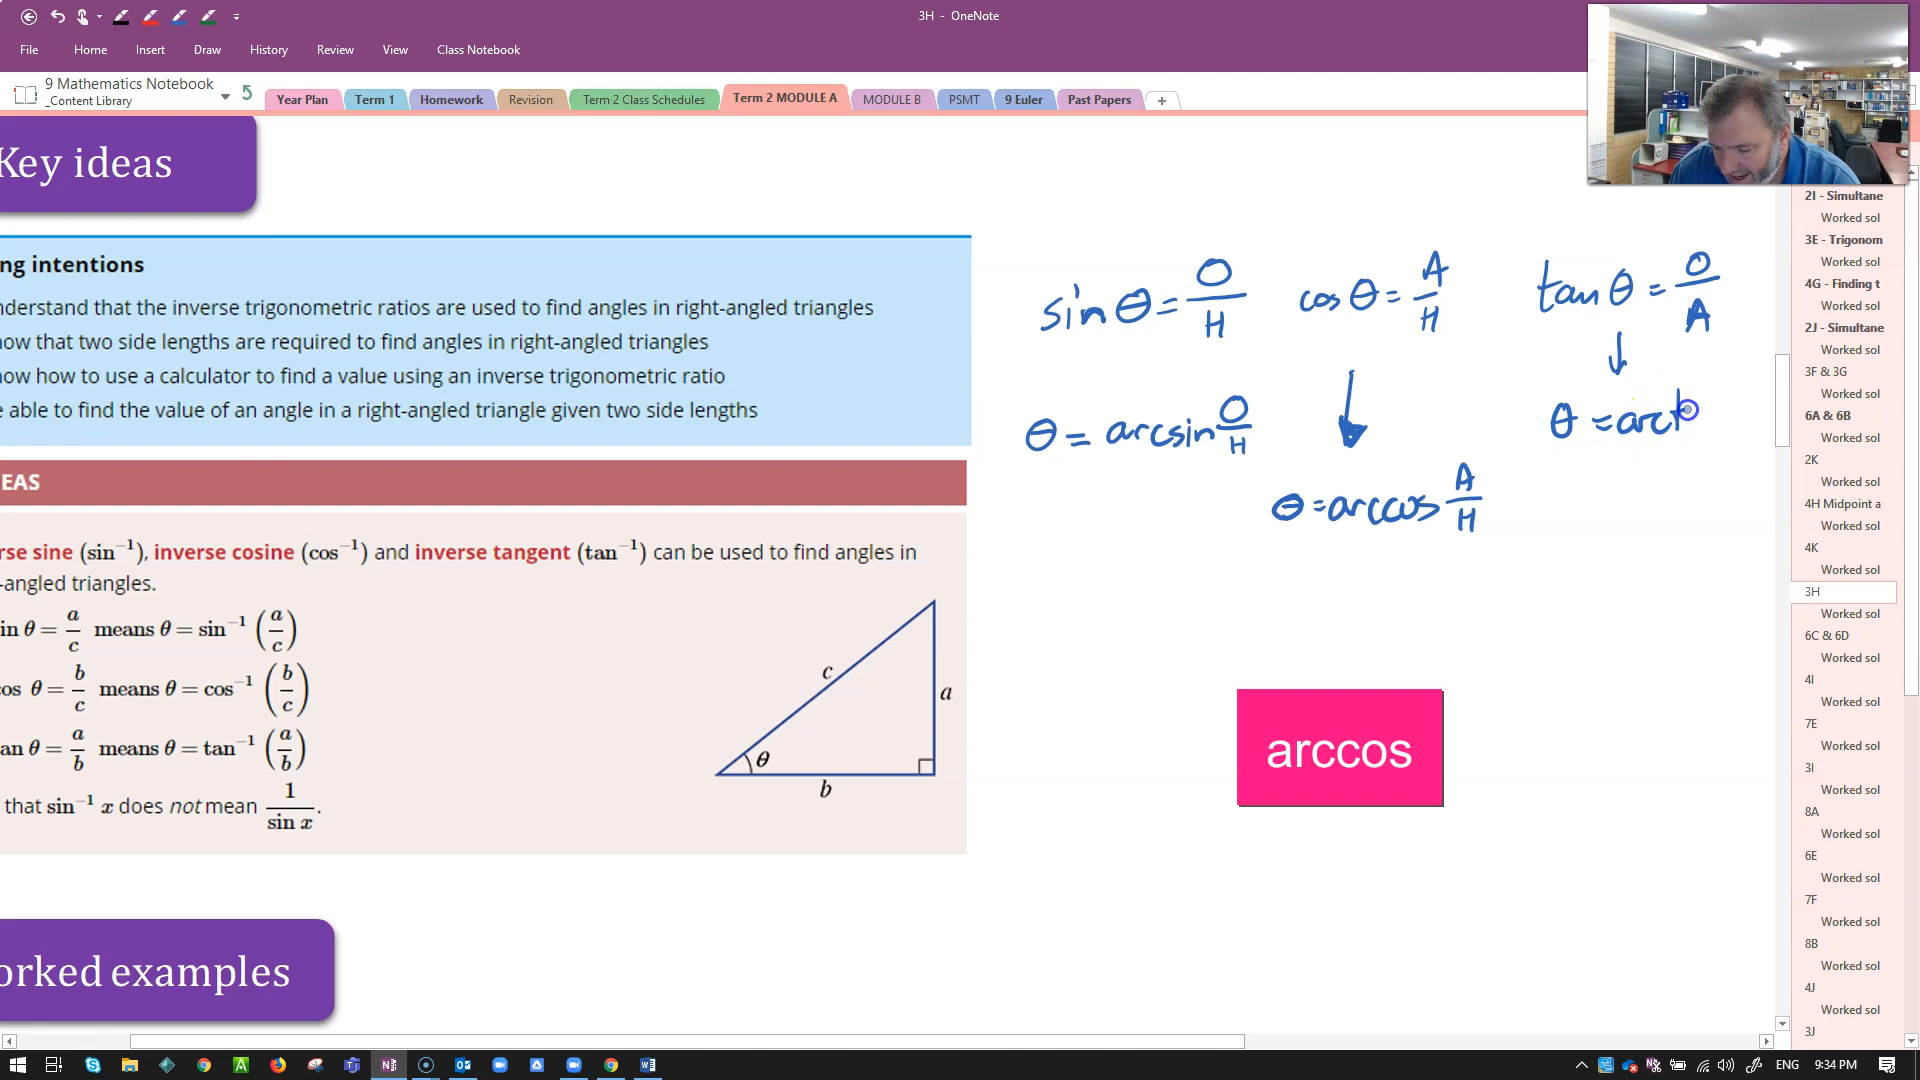 3H - OneNote
File Home Insert Draw History Review View Class Notebook
9 Mathematics Notebook
_Content Library
Year Plan Term 1 Homework Revision Term 2 Class Schedules Term 2 MODULE A MODULE B PSMT 9 Euler Past Papers +
Key ideas
ng intentions
nderstand that the inverse trigonometric ratios are used to find angles in right-angled triangles
now that two side lengths are required to find angles in right-angled triangles
now how to use a calculator to find a value using an inverse trigonometric ratio
e able to find the value of an angle in a right-angled triangle given two side lengths
EAS
rse sine (sin⁻¹), inverse cosine (cos⁻¹) and inverse tangent (tan⁻¹) can be used to find angles in
-angled triangles.
in θ = a/c means θ = sin⁻¹ (a/c)
cos θ = b/c means θ = cos⁻¹ (b/c)
an θ = a/b means θ = tan⁻¹ (a/b)
that sin⁻¹ x does not mean 1/sin x.
c
a
θ
b
orked examples
sin θ = O/H
cos θ = A/H
tan θ = O/A
θ = arcsin O/H
θ = arccos A/H
θ = arct
arccos
2I - Simultane
Worked sol
3E - Trigonom
Worked sol
4G - Finding t
Worked sol
2J - Simultane
Worked sol
3F & 3G
Worked sol
6A & 6B
Worked sol
2K
Worked sol
4H Midpoint a
Worked sol
4K
Worked sol
3H
Worked sol
6C & 6D
Worked sol
4I
Worked sol
7E
Worked sol
3I
Worked sol
8A
Worked sol
6E
Worked sol
7F
Worked sol
8B
Worked sol
4J
Worked sol
3J
ENG 9:34 PM